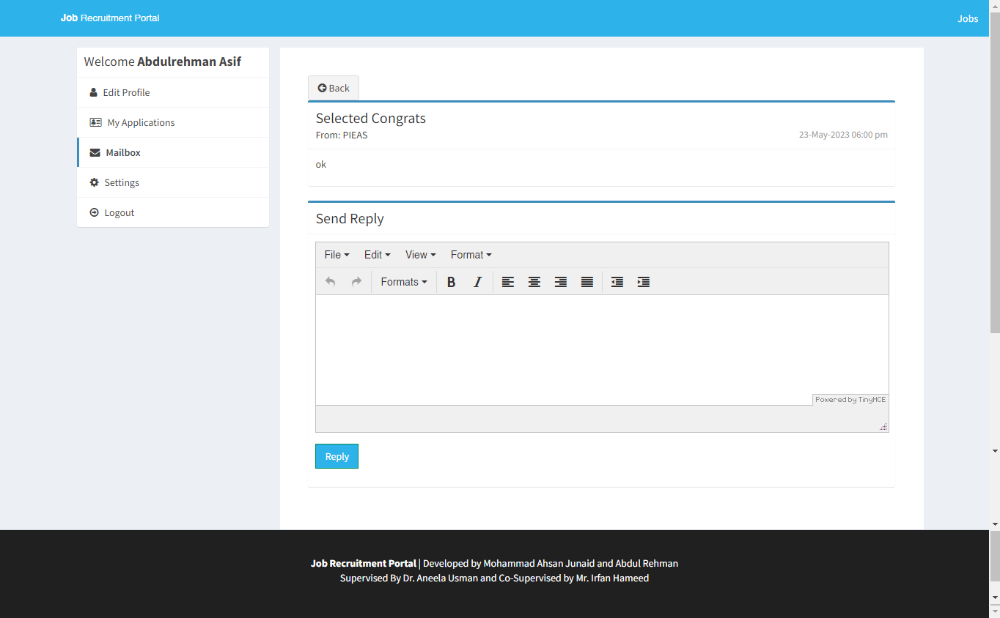 Job Recruitment Portal
Jobs
Welcome Abdulrehman Asif
Edit Profile
My Applications
Mailbox
Settings
Logout
Back
Selected Congrats
From: PIEAS
23-May-2023 06:00 pm
ok
Send Reply
File Edit View Format
Formats B I
Powered by TinyMCE
Reply
Job Recruitment Portal | Developed by Mohammad Ahsan Junaid and Abdul Rehman
Supervised By Dr. Aneela Usman and Co-Supervised by Mr. Irfan Hameed